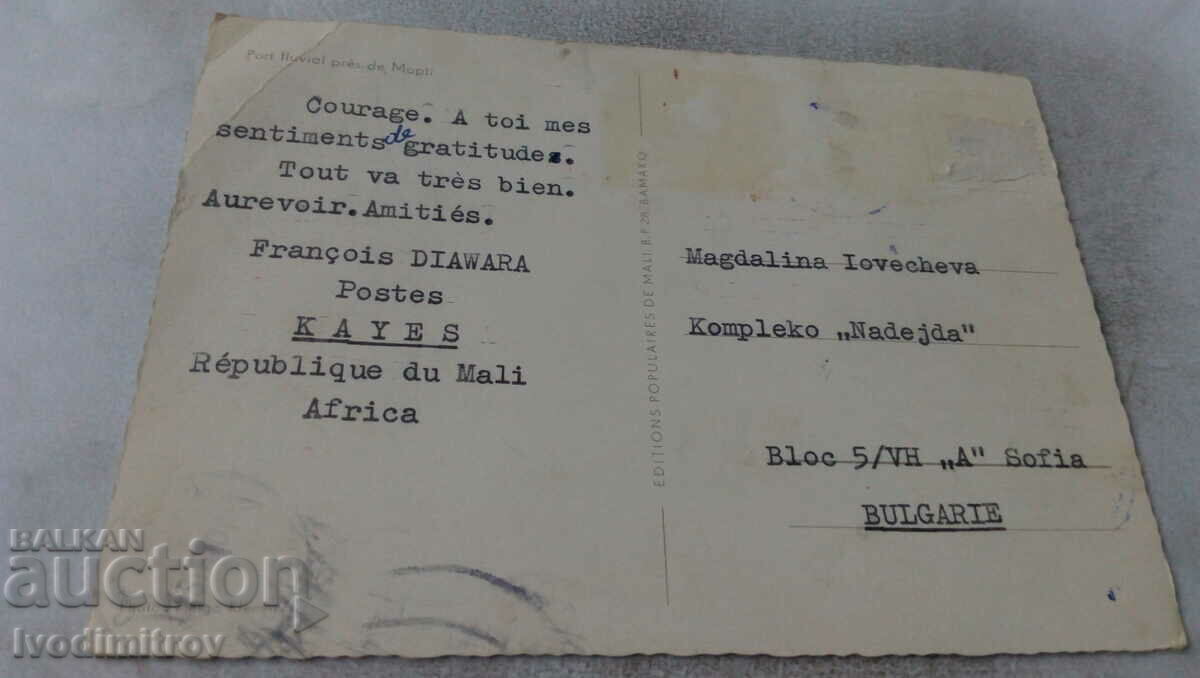 Port fluvial près de Mopti
Courage. A toi mes
sentiments de gratitudes.
Tout va très bien.
Aurevoir. Amitiés.
François DIAWARA
Postes
KAYES
République du Mali
Africa
EDITIONS POPULAIRES DE MALI. B.P. 28. BAMAKO
Magdalina Iovecheva
Kompleko „Nadejda"
Bloc 5/VH „A" Sofia
BULGARIE
BALKAN
auction
Ivodimitrov